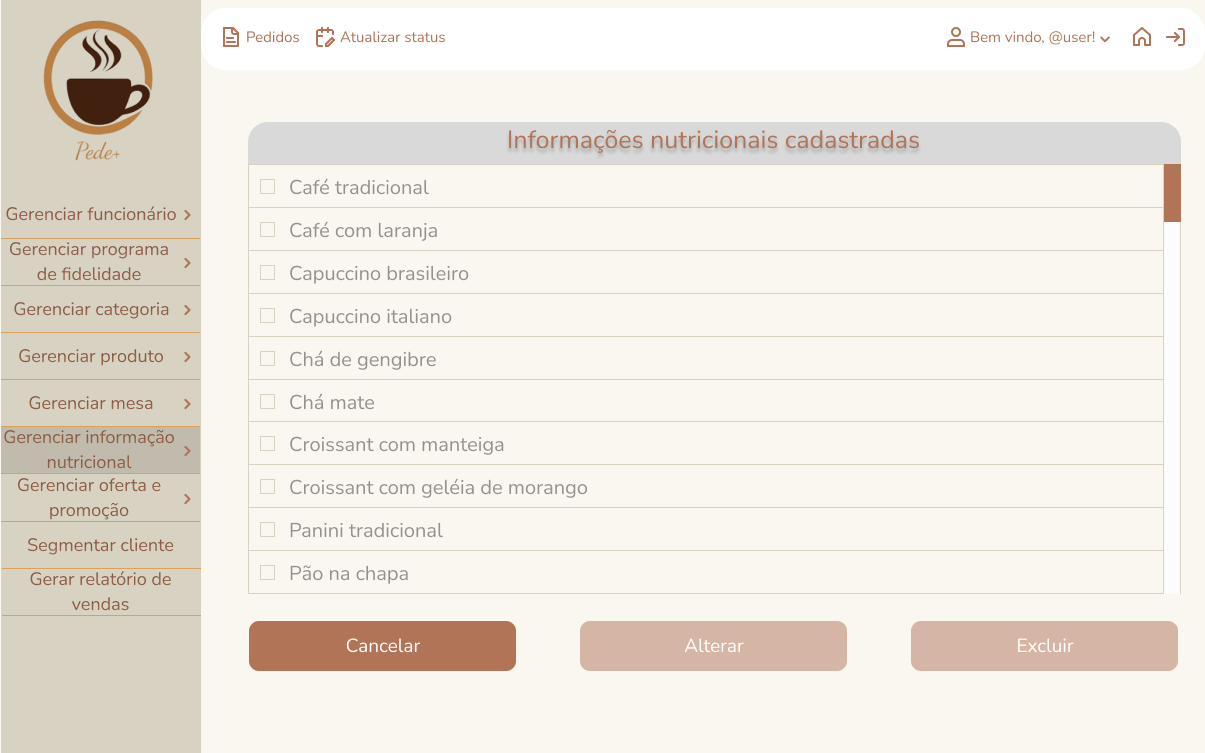 Pede+
Gerenciar funcionário
Gerenciar programa
de fidelidade
Gerenciar categoria
Gerenciar produto
Gerenciar mesa
Gerenciar informação
nutricional
Gerenciar oferta e
promoção
Segmentar cliente
Gerar relatório de
vendas
Pedidos
Atualizar status
Bem vindo, @user!
Informações nutricionais cadastradas
Café tradicional
Café com laranja
Capuccino brasileiro
Capuccino italiano
Chá de gengibre
Chá mate
Croissant com manteiga
Croissant com geléia de morango
Panini tradicional
Pão na chapa
Cancelar
Alterar
Excluir